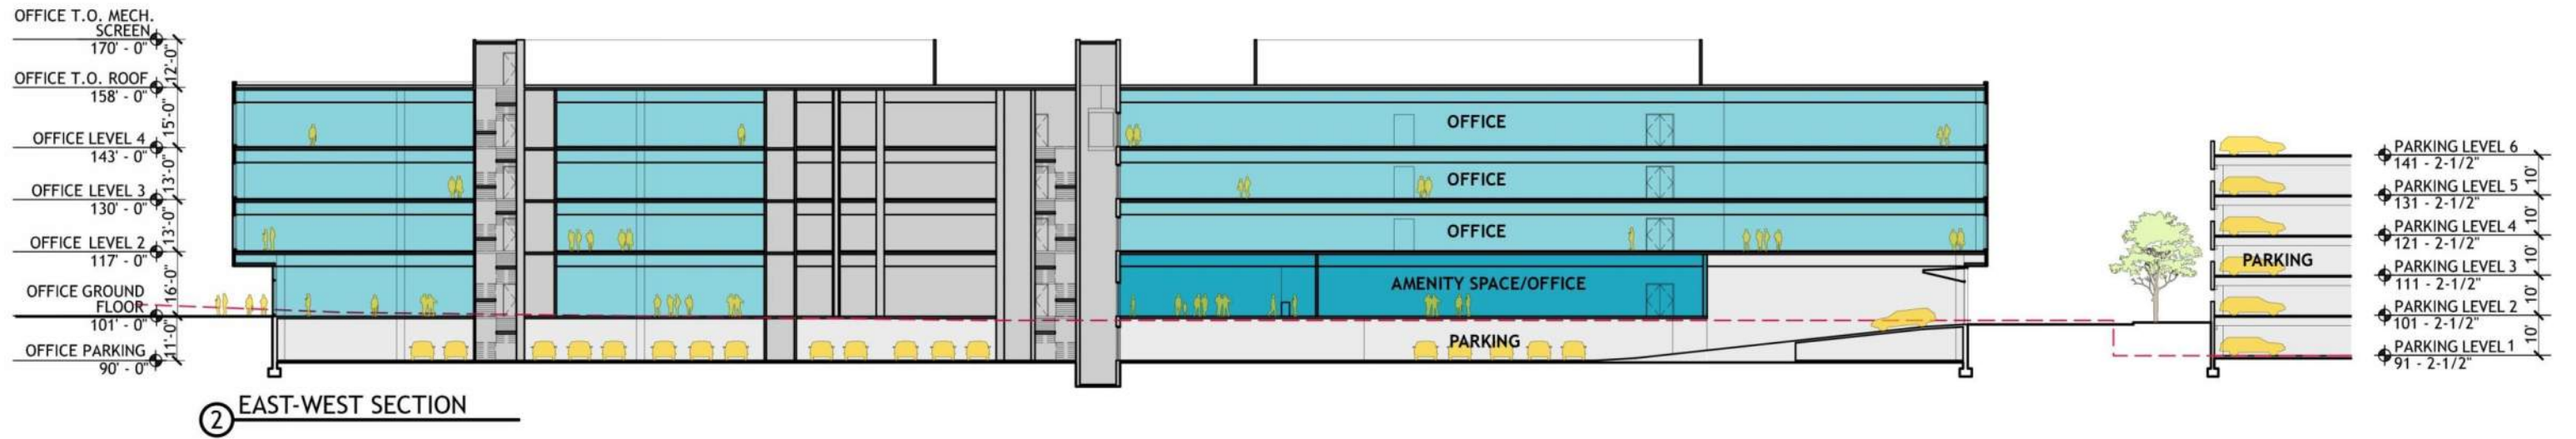 OFFICE T.O. MECH.
SCREEN
170' - 0"
12'-0"
OFFICE T.O. ROOF
158' - 0"
15'-0"
OFFICE LEVEL 4
143' - 0"
13'-0"
OFFICE LEVEL 3
130' - 0"
13'-0"
OFFICE LEVEL 2
117' - 0"
16'-0"
OFFICE GROUND
FLOOR
101' - 0"
11'-0"
OFFICE PARKING
90' - 0"
OFFICE
OFFICE
OFFICE
AMENITY SPACE/OFFICE
PARKING
PARKING
PARKING LEVEL 6
141 - 2-1/2"
10'
PARKING LEVEL 5
131 - 2-1/2"
10'
PARKING LEVEL 4
121 - 2-1/2"
10'
PARKING LEVEL 3
111 - 2-1/2"
10'
PARKING LEVEL 2
101 - 2-1/2"
10'
PARKING LEVEL 1
91 - 2-1/2"
2 EAST-WEST SECTION